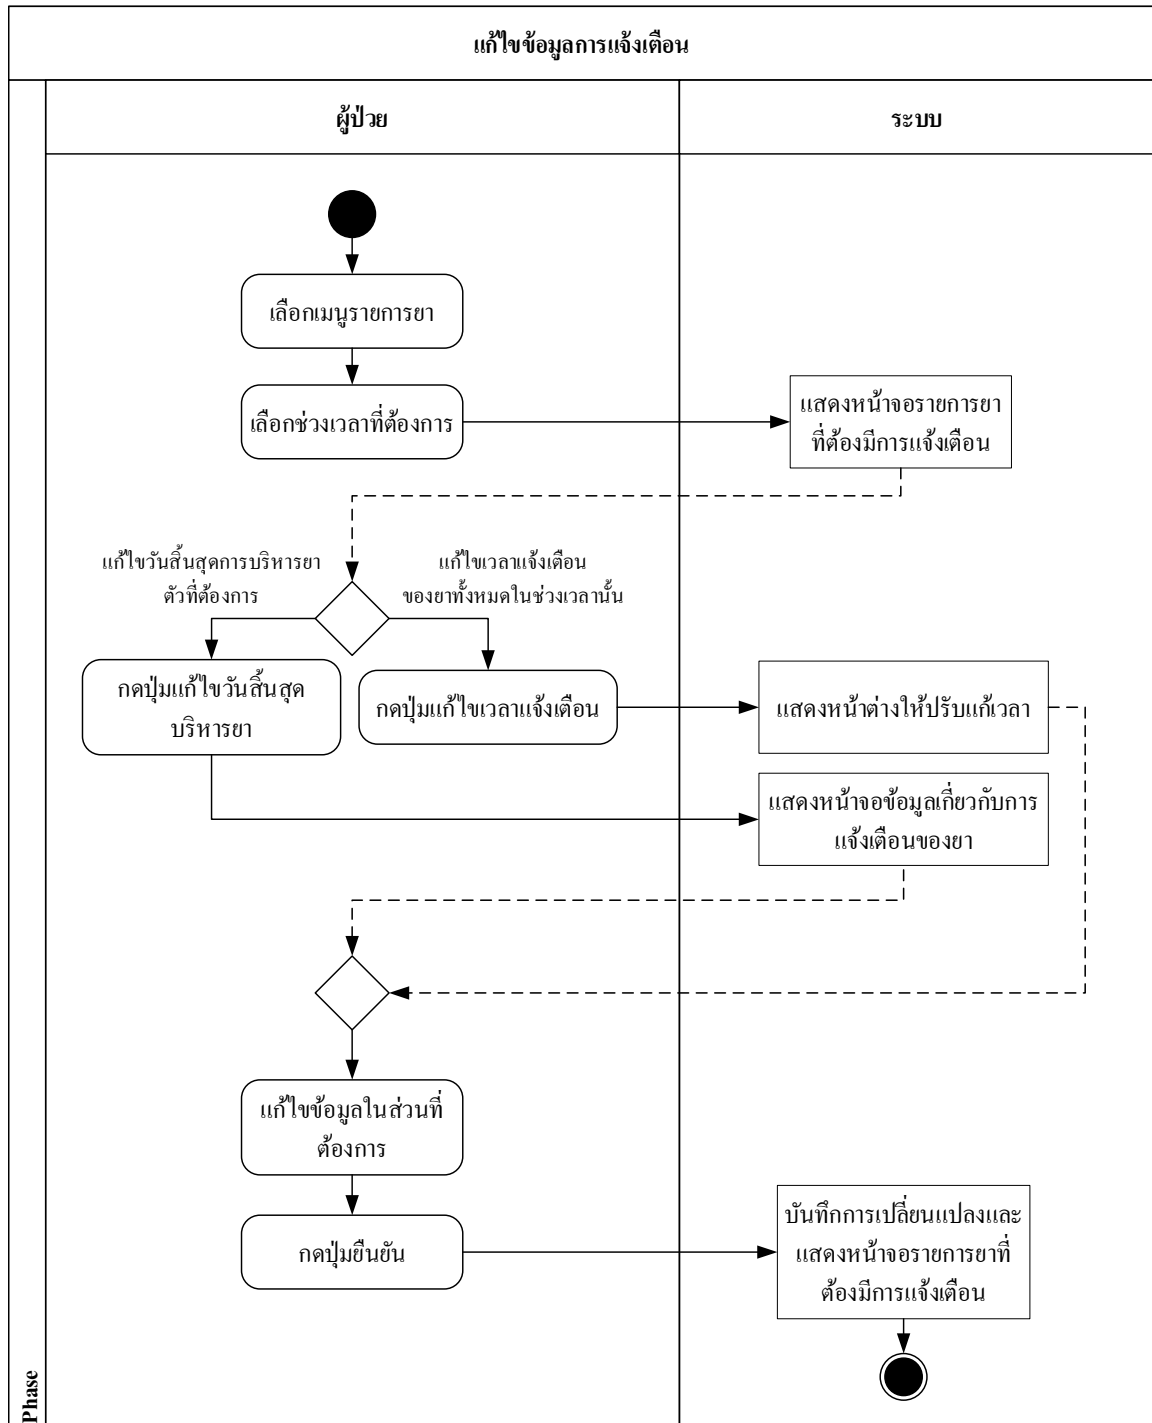 แก้ไขข้อมูลการแจ้งเตือน
ผู้ป่วย
ระบบ
เลือกเมนูรายการยา
เลือกช่วงเวลาที่ต้องการ
แสดงหน้าจอรายการยา
ที่ต้องมีการแจ้งเตือน
แก้ไขวันสิ้นสุดการบริหารยา
ตัวที่ต้องการ
แก้ไขเวลาแจ้งเตือน
ของยาทั้งหมดในช่วงเวลานั้น
กดปุ่มแก้ไขวันสิ้นสุด
บริหารยา
กดปุ่มแก้ไขเวลาแจ้งเตือน
แสดงหน้าต่างให้ปรับแก้เวลา
แสดงหน้าจอข้อมูลเกี่ยวกับการ
แจ้งเตือนของยา
แก้ไขข้อมูลในส่วนที่
ต้องการ
กดปุ่มยืนยัน
บันทึกการเปลี่ยนแปลงและ
แสดงหน้าจอรายการยาที่
ต้องมีการแจ้งเตือน
Phase